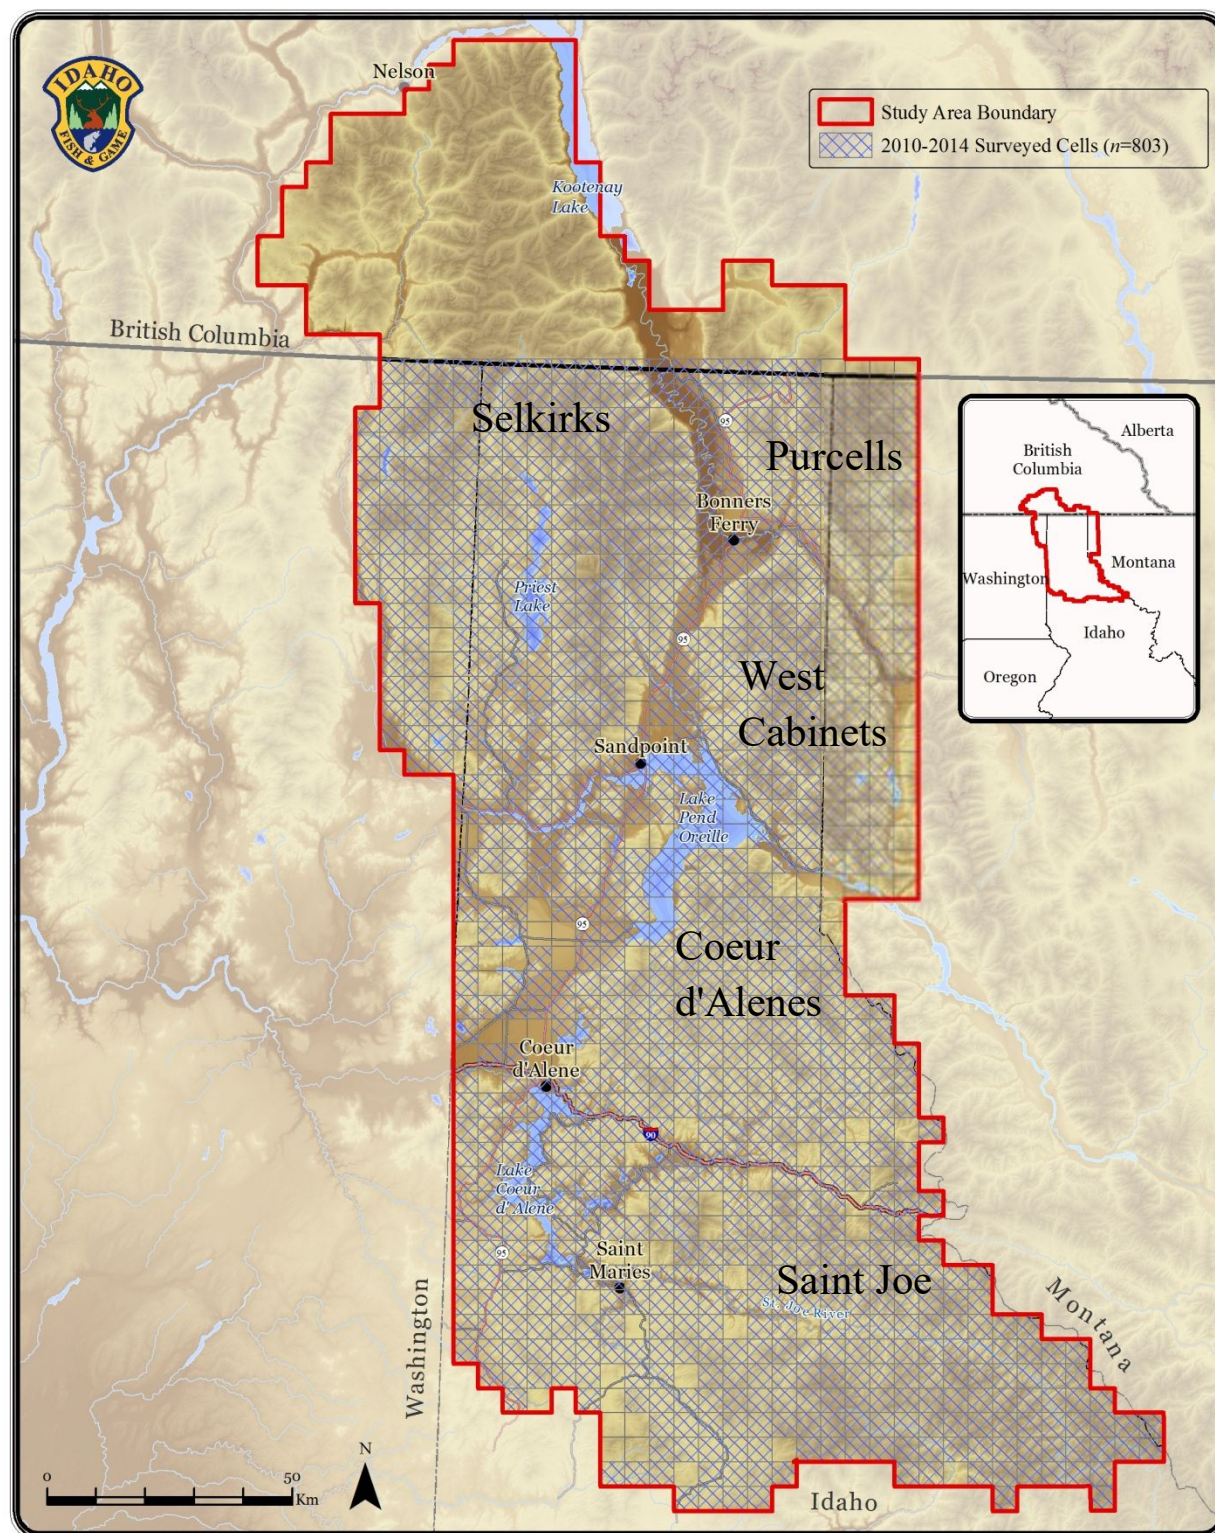 IDAHO
FISH & GAME
Nelson
Study Area Boundary
2010-2014 Surveyed Cells (n=803)
Kootenay
Lake
British Columbia
Selkirks
95
Purcells
Bonners
Ferry
Alberta
British
Columbia
Montana
Washington
Idaho
Oregon
Priest
Lake
95
West
Cabinets
Sandpoint
Lake
Pend
Oreille
95
Coeur
d'Alenes
Coeur
d'Alene
90
Lake
Coeur
d'Alene
95
Saint
Maries
Saint Joe
St. Joe River
Montana
Washington
N
0
50
Km
Idaho